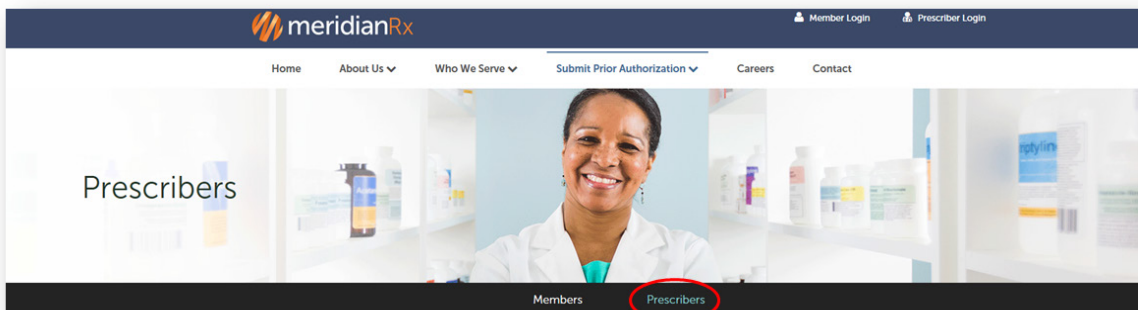 meridianRx
Member Login Prescriber Login
Home About Us Who We Serve Submit Prior Authorization Careers Contact
Prescribers
Members Prescribers